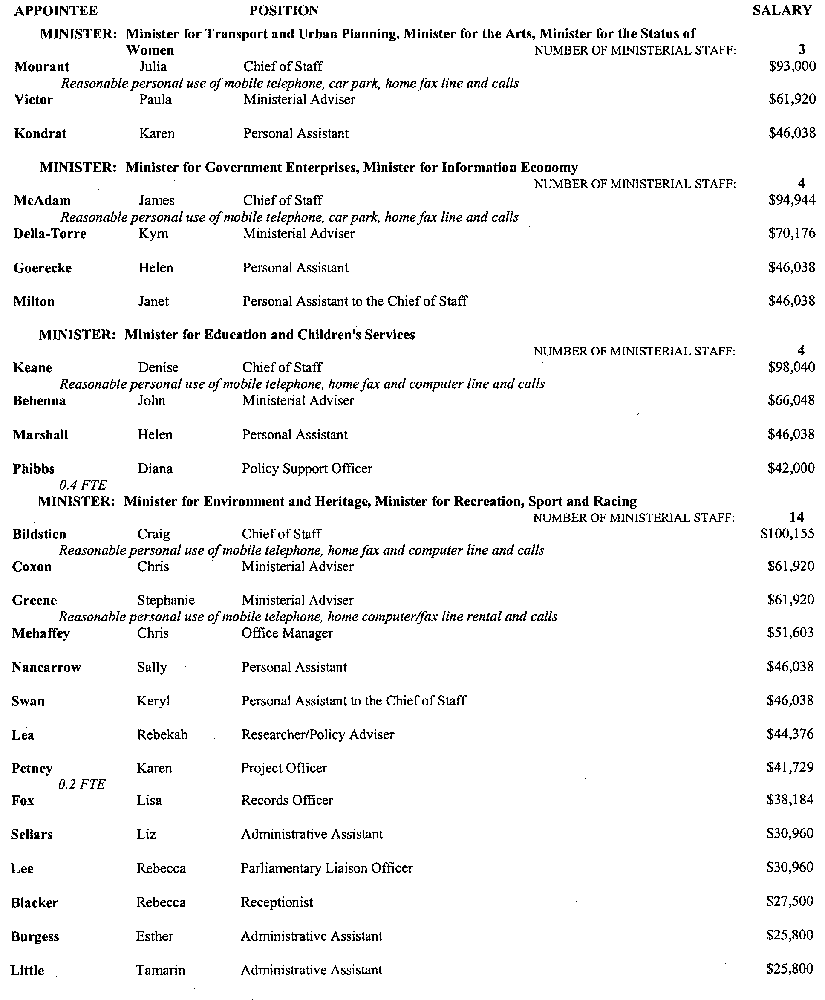 APPOINTEE POSITION SALARY
MINISTER: Minister for Transport and Urban Planning, Minister for the Arts, Minister for the Status of
Women NUMBER OF MINISTERIAL STAFF: 3
Mourant Julia Chief of Staff $93,000
Reasonable personal use of mobile telephone, car park, home fax line and calls
Victor Paula Ministerial Adviser $61,920
Kondrat Karen Personal Assistant $46,038
MINISTER: Minister for Government Enterprises, Minister for Information Economy
NUMBER OF MINISTERIAL STAFF: 4
McAdam James Chief of Staff $94,944
Reasonable personal use of mobile telephone, car park, home fax line and calls
Della-Torre Kym Ministerial Adviser $70,176
Goerecke Helen Personal Assistant $46,038
Milton Janet Personal Assistant to the Chief of Staff $46,038
MINISTER: Minister for Education and Children's Services
NUMBER OF MINISTERIAL STAFF: 4
Keane Denise Chief of Staff $98,040
Reasonable personal use of mobile telephone, home fax and computer line and calls
Behenna John Ministerial Adviser $66,048
Marshall Helen Personal Assistant $46,038
Phibbs Diana Policy Support Officer $42,000
0.4 FTE
MINISTER: Minister for Environment and Heritage, Minister for Recreation, Sport and Racing
NUMBER OF MINISTERIAL STAFF: 14
Bildstien Craig Chief of Staff $100,155
Reasonable personal use of mobile telephone, home fax and computer line and calls
Coxon Chris Ministerial Adviser $61,920
Greene Stephanie Ministerial Adviser $61,920
Reasonable personal use of mobile telephone, home computer/fax line rental and calls
Mehaffey Chris Office Manager $51,603
Nancarrow Sally Personal Assistant $46,038
Swan Keryl Personal Assistant to the Chief of Staff $46,038
Lea Rebekah Researcher/Policy Adviser $44,376
Petney Karen Project Officer $41,729
0.2 FTE
Fox Lisa Records Officer $38,184
Sellars Liz Administrative Assistant $30,960
Lee Rebecca Parliamentary Liaison Officer $30,960
Blacker Rebecca Receptionist $27,500
Burgess Esther Administrative Assistant $25,800
Little Tamarin Administrative Assistant $25,800